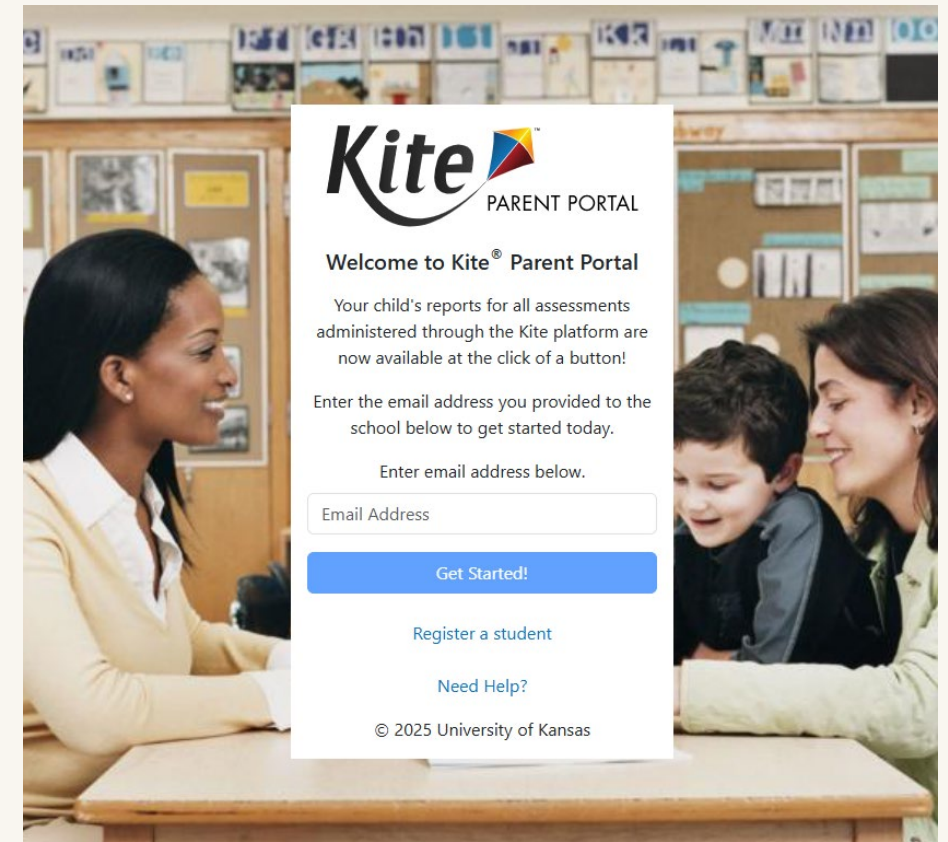 Kite™
PARENT PORTAL
Welcome to Kite® Parent Portal
Your child's reports for all assessments
administered through the Kite platform are
now available at the click of a button!
Enter the email address you provided to the
school below to get started today.
Enter email address below.
Email Address
Get Started!
Register a student
Need Help?
© 2025 University of Kansas